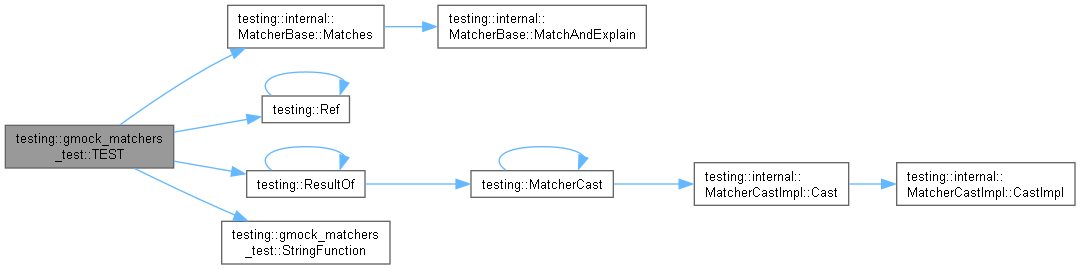 testing::internal::
MatcherBase::Matches
testing::internal::
MatcherBase::MatchAndExplain
testing::Ref
testing::gmock_matchers
_test::TEST
testing::ResultOf
testing::MatcherCast
testing::internal::
MatcherCastImpl::Cast
testing::internal::
MatcherCastImpl::CastImpl
testing::gmock_matchers
_test::StringFunction